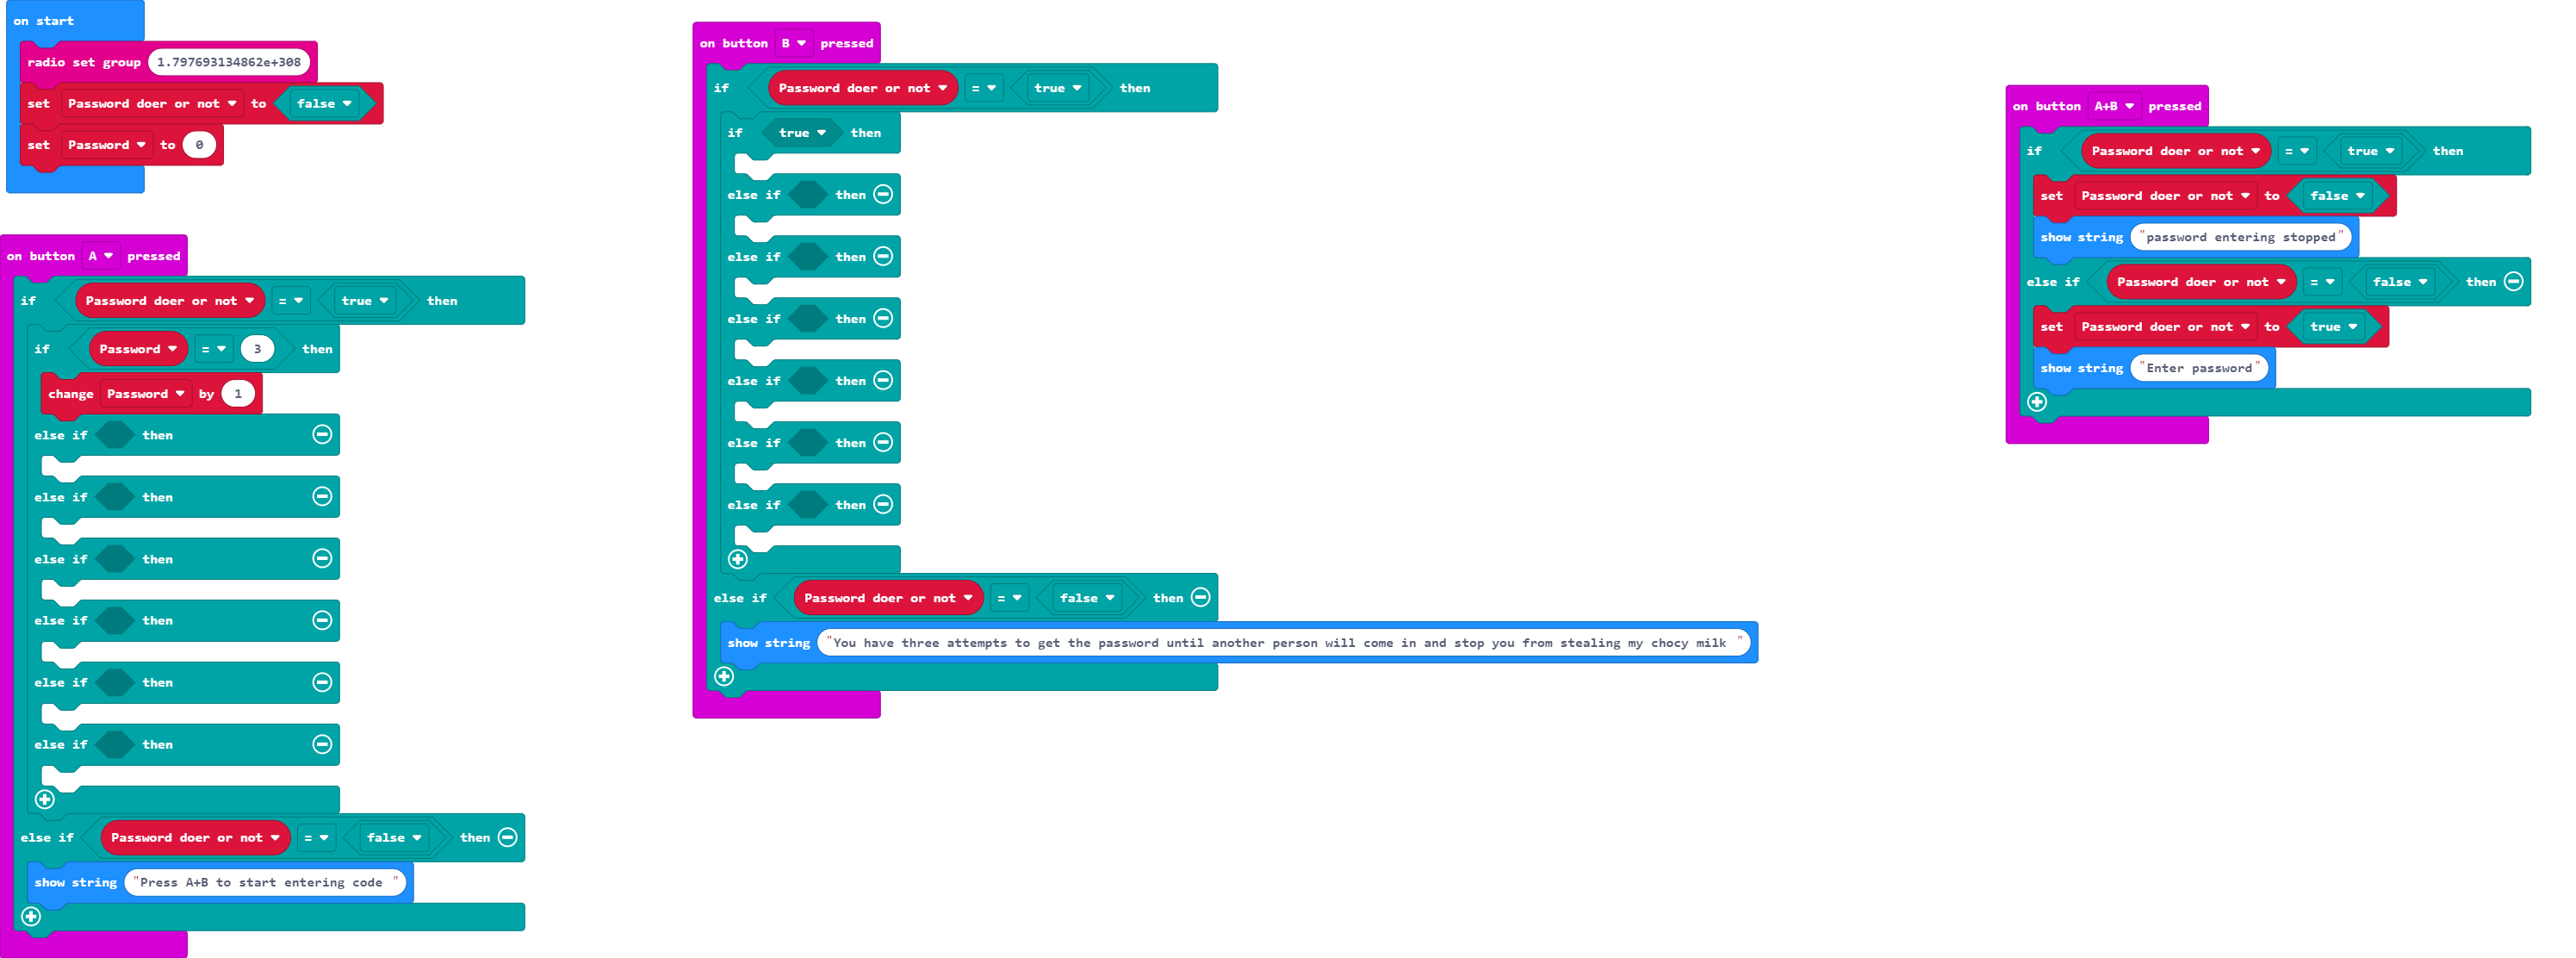 on start
radio set group 1.797693134862e+308
set Password doer or not to false
set Password to 0
on button A pressed
if Password doer or not = true then
if Password = 3 then
change Password by 1
else if then
else if then
else if then
else if then
else if then
else if then
else if Password doer or not = false then
show string "Press A+B to start entering code "
on button B pressed
if Password doer or not = true then
if true then
else if then
else if then
else if then
else if then
else if then
else if then
else if Password doer or not = false then
show string "You have three attempts to get the password until another person will come in and stop you from stealing my chocy milk "
on button A+B pressed
if Password doer or not = true then
set Password doer or not to false
show string "password entering stopped"
else if Password doer or not = false then
set Password doer or not to true
show string "Enter password"